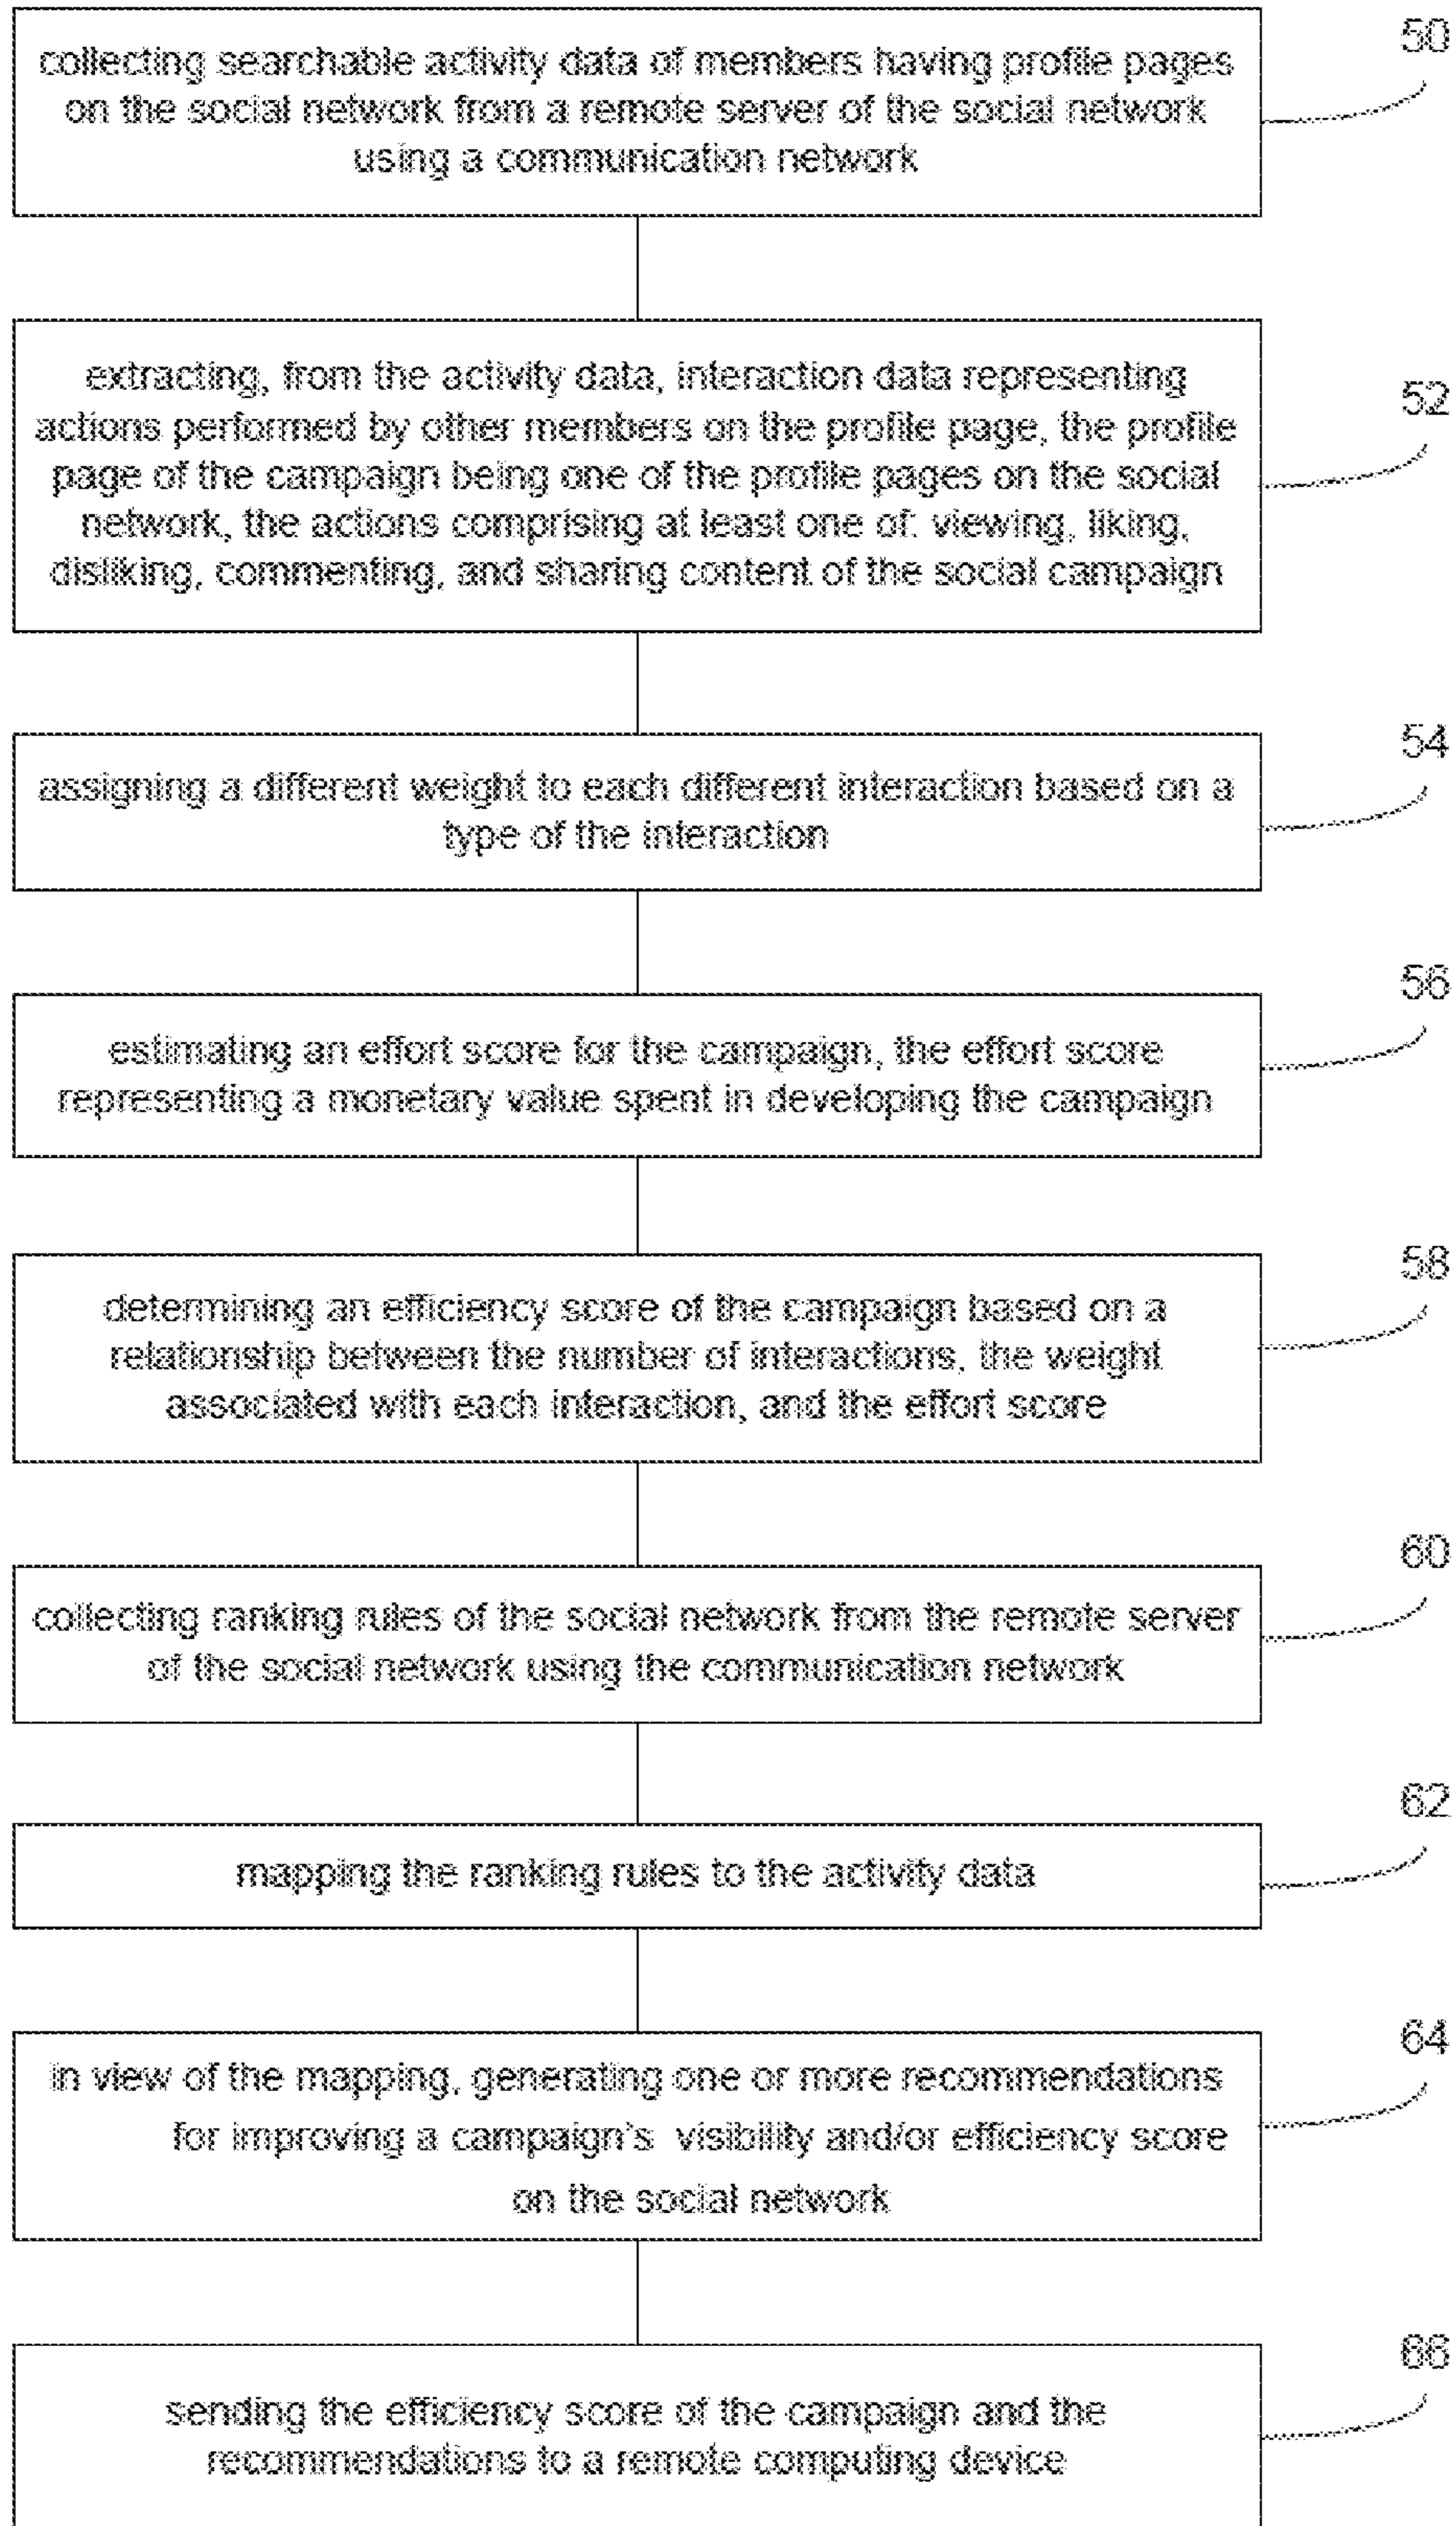 collecting searchable activity data of members having profile pages
on the social network from a remote server of the social network
using a communication network
50
extracting, from the activity data, interaction data representing
actions performed by other members on the profile page, the profile
page of the campaign being one of the profile pages on the social
network, the actions comprising at least one of: viewing, liking,
disliking, commenting, and sharing content of the social campaign
52
assigning a different weight to each different interaction based on a
type of the interaction
54
estimating an effort score for the campaign, the effort score
representing a monetary value spent in developing the campaign
56
determining an efficiency score of the campaign based on a
relationship between the number of interactions, the weight
associated with each interaction, and the effort score
58
collecting ranking rules of the social network from the remote server
of the social network using the communication network
60
mapping the ranking rules to the activity data
62
in view of the mapping, generating one or more recommendations
for improving a campaign's visibility and/or efficiency score
on the social network
64
sending the efficiency score of the campaign and the
recommendations to a remote computing device
66